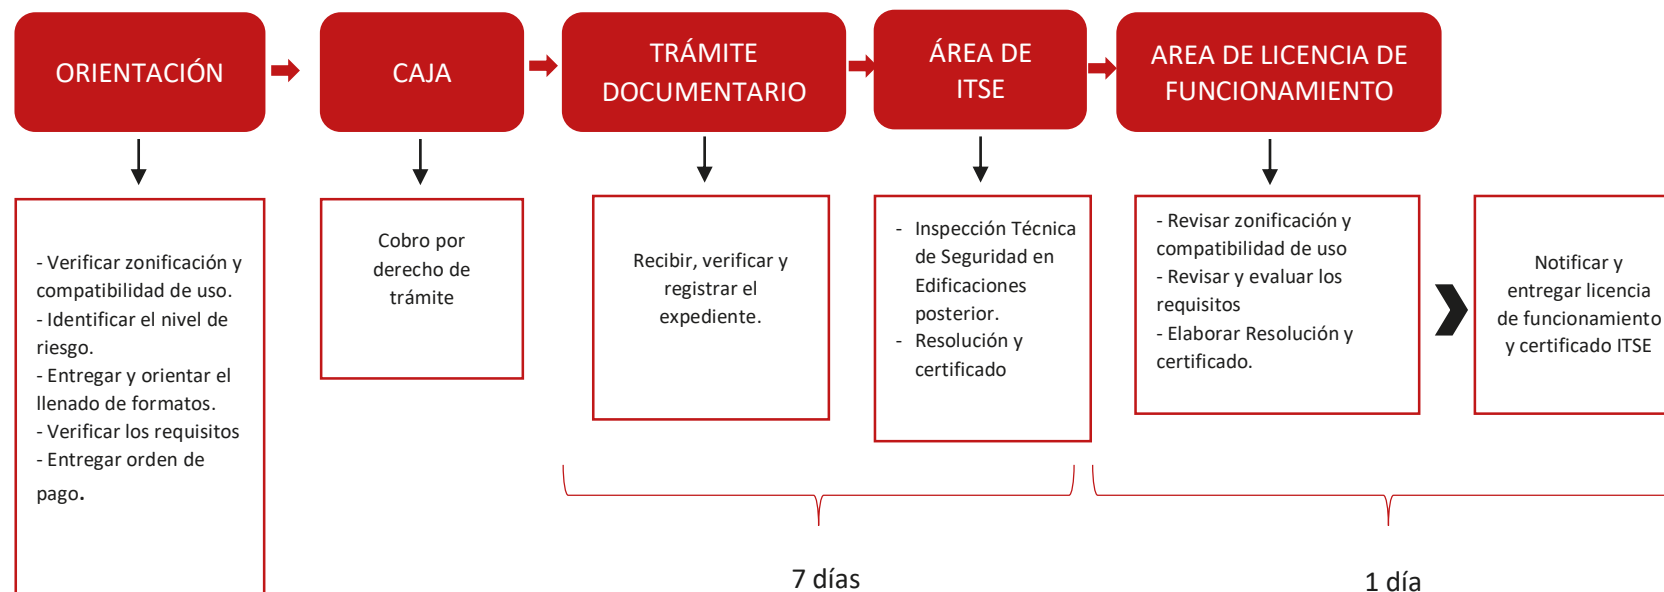 ORIENTACIÓN
CAJA
TRÁMITE
DOCUMENTARIO
ÁREA DE
ITSE
AREA DE LICENCIA DE
FUNCIONAMIENTO
- Verificar zonificación y
compatibilidad de uso.
- Identificar el nivel de
riesgo.
- Entregar y orientar el
llenado de formatos.
- Verificar los requisitos
- Entregar orden de
pago.
Cobro por
derecho de
trámite
Recibir, verificar y
registrar el
expediente.
- Inspección Técnica
de Seguridad en
Edificaciones
posterior.
- Resolución y
certificado
- Revisar zonificación y
compatibilidad de uso
- Revisar y evaluar los
requisitos
- Elaborar Resolución y
certificado.
Notificar y
entregar licencia
de funcionamiento
y certificado ITSE
7 días
1 día